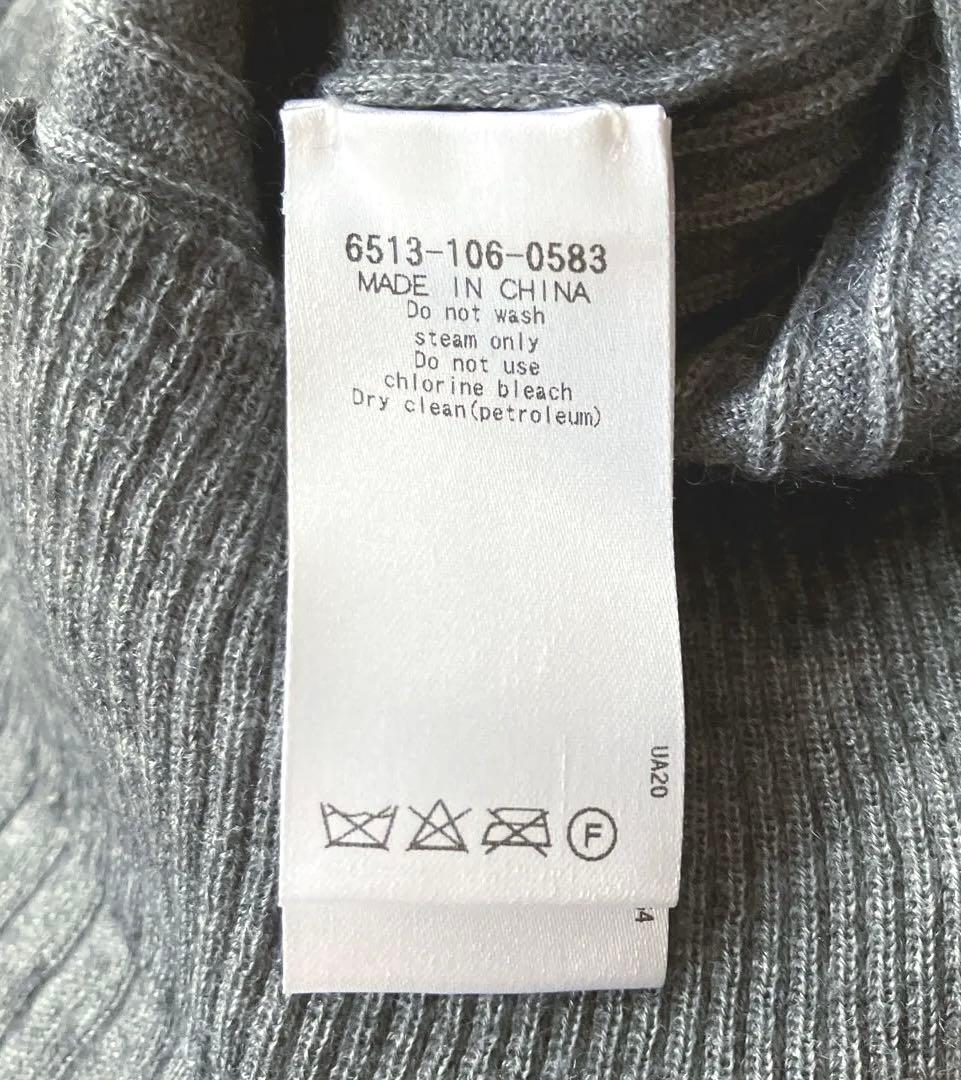 6513-106-0583
MADE IN CHINA
Do not wash
steam only
Do not use
chlorine bleach
Dry clean(petroleum)
UA20
F